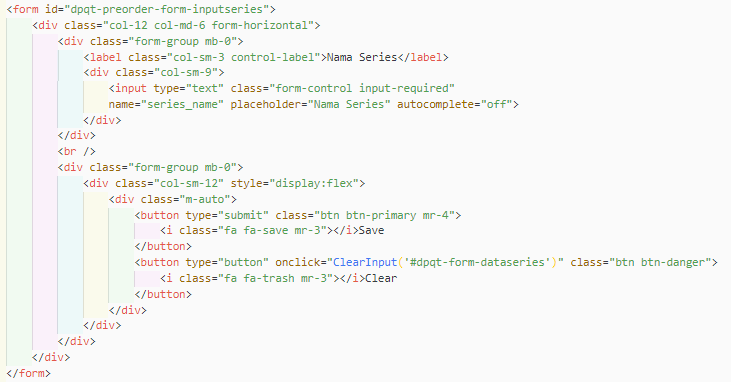 <form id="dpqt-preorder-form-inputseries">
<div class="col-12 col-md-6 form-horizontal">
<div class="form-group mb-0">
<label class="col-sm-3 control-label">Nama Series</label>
<div class="col-sm-9">
<input type="text" class="form-control input-required"
name="series_name" placeholder="Nama Series" autocomplete="off">
</div>
</div>
<br />
<div class="form-group mb-0">
<div class="col-sm-12" style="display:flex">
<div class="m-auto">
<button type="submit" class="btn btn-primary mr-4">
<i class="fa fa-save mr-3"></i>Save
</button>
<button type="button" onclick="ClearInput('#dpqt-form-dataseries')" class="btn btn-danger">
<i class="fa fa-trash mr-3"></i>Clear
</button>
</div>
</div>
</div>
</div>
</form>